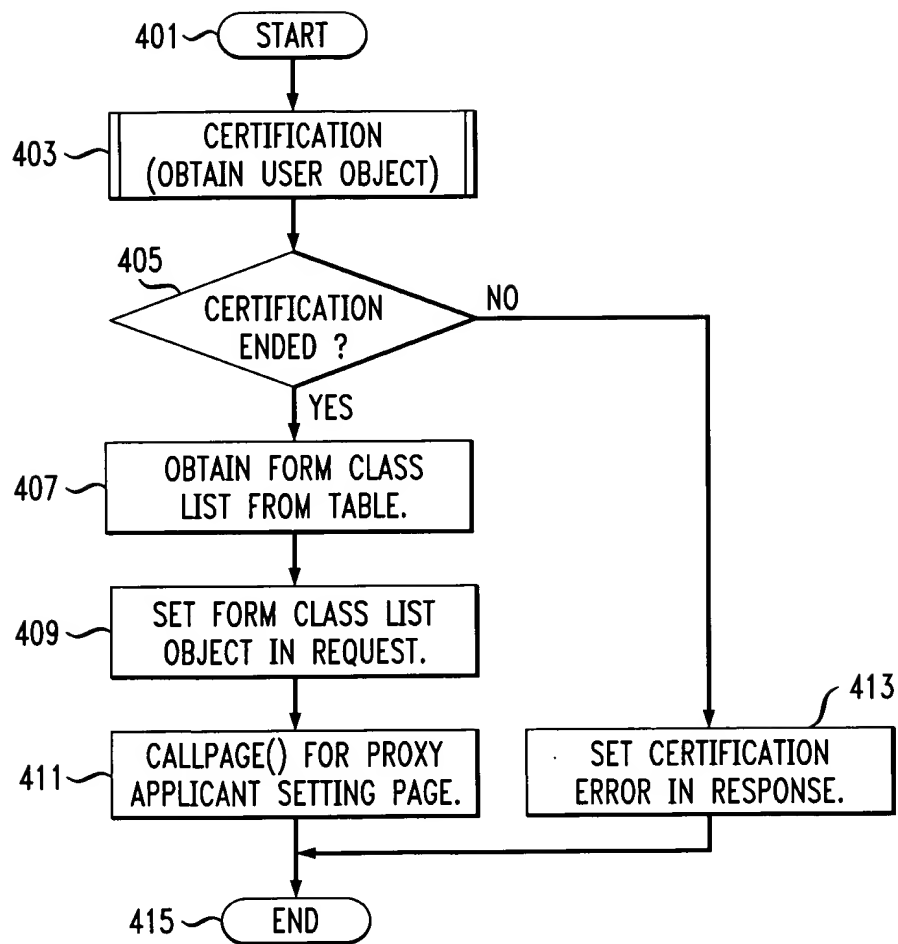 401
START
403
CERTIFICATION
(OBTAIN USER OBJECT)
405
CERTIFICATION
ENDED ?
NO
YES
407
OBTAIN FORM CLASS
LIST FROM TABLE.
409
SET FORM CLASS LIST
OBJECT IN REQUEST.
411
CALLPAGE() FOR PROXY
APPLICANT SETTING PAGE.
413
SET CERTIFICATION
ERROR IN RESPONSE.
415
END